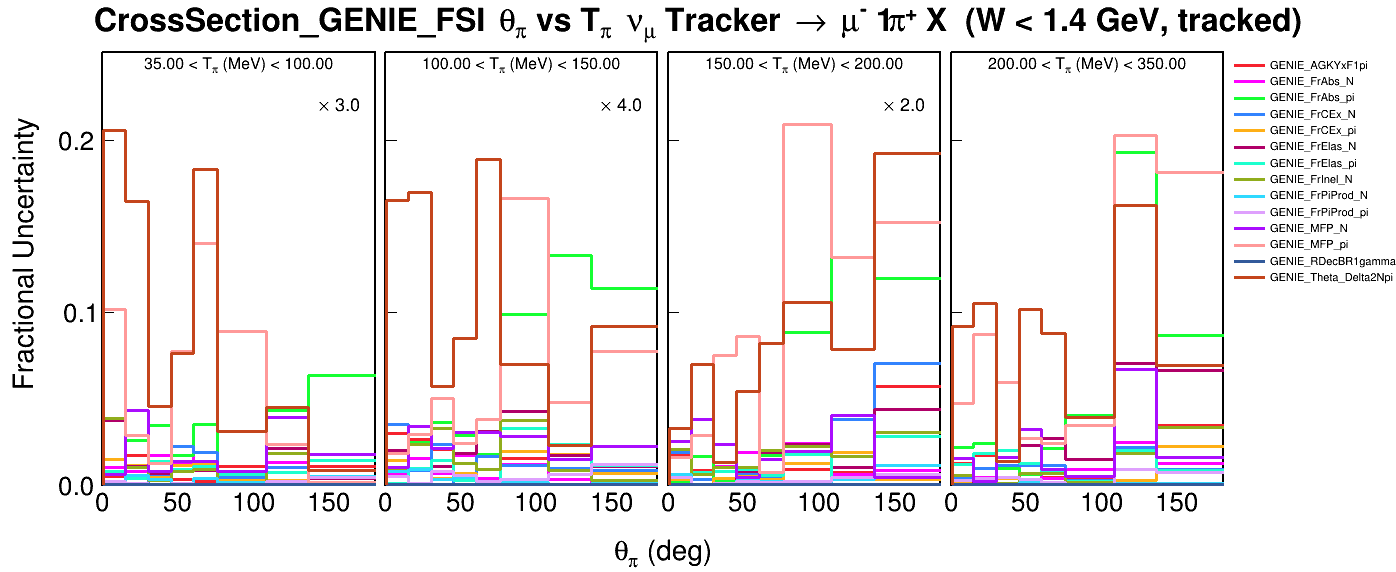 CrossSection_GENIE_FSI θπ vs Tπ νμ Tracker → μ⁻ 1π⁺ X (W < 1.4 GeV, tracked)
35.00 < Tπ (MeV) < 100.00
100.00 < Tπ (MeV) < 150.00
150.00 < Tπ (MeV) < 200.00
200.00 < Tπ (MeV) < 350.00
× 3.0
× 4.0
× 2.0
GENIE_AGKYxF1pi
GENIE_FrAbs_N
GENIE_FrAbs_pi
GENIE_FrCEx_N
GENIE_FrCEx_pi
GENIE_FrElas_N
GENIE_FrElas_pi
GENIE_FrInel_N
GENIE_FrPiProd_N
GENIE_FrPiProd_pi
GENIE_MFP_N
GENIE_MFP_pi
GENIE_RDecBR1gamma
GENIE_Theta_Delta2Npi
Fractional Uncertainty
0.2
0.1
0.0
0 50 100 150
0 50 100 150
0 50 100 150
0 50 100 150
θπ (deg)